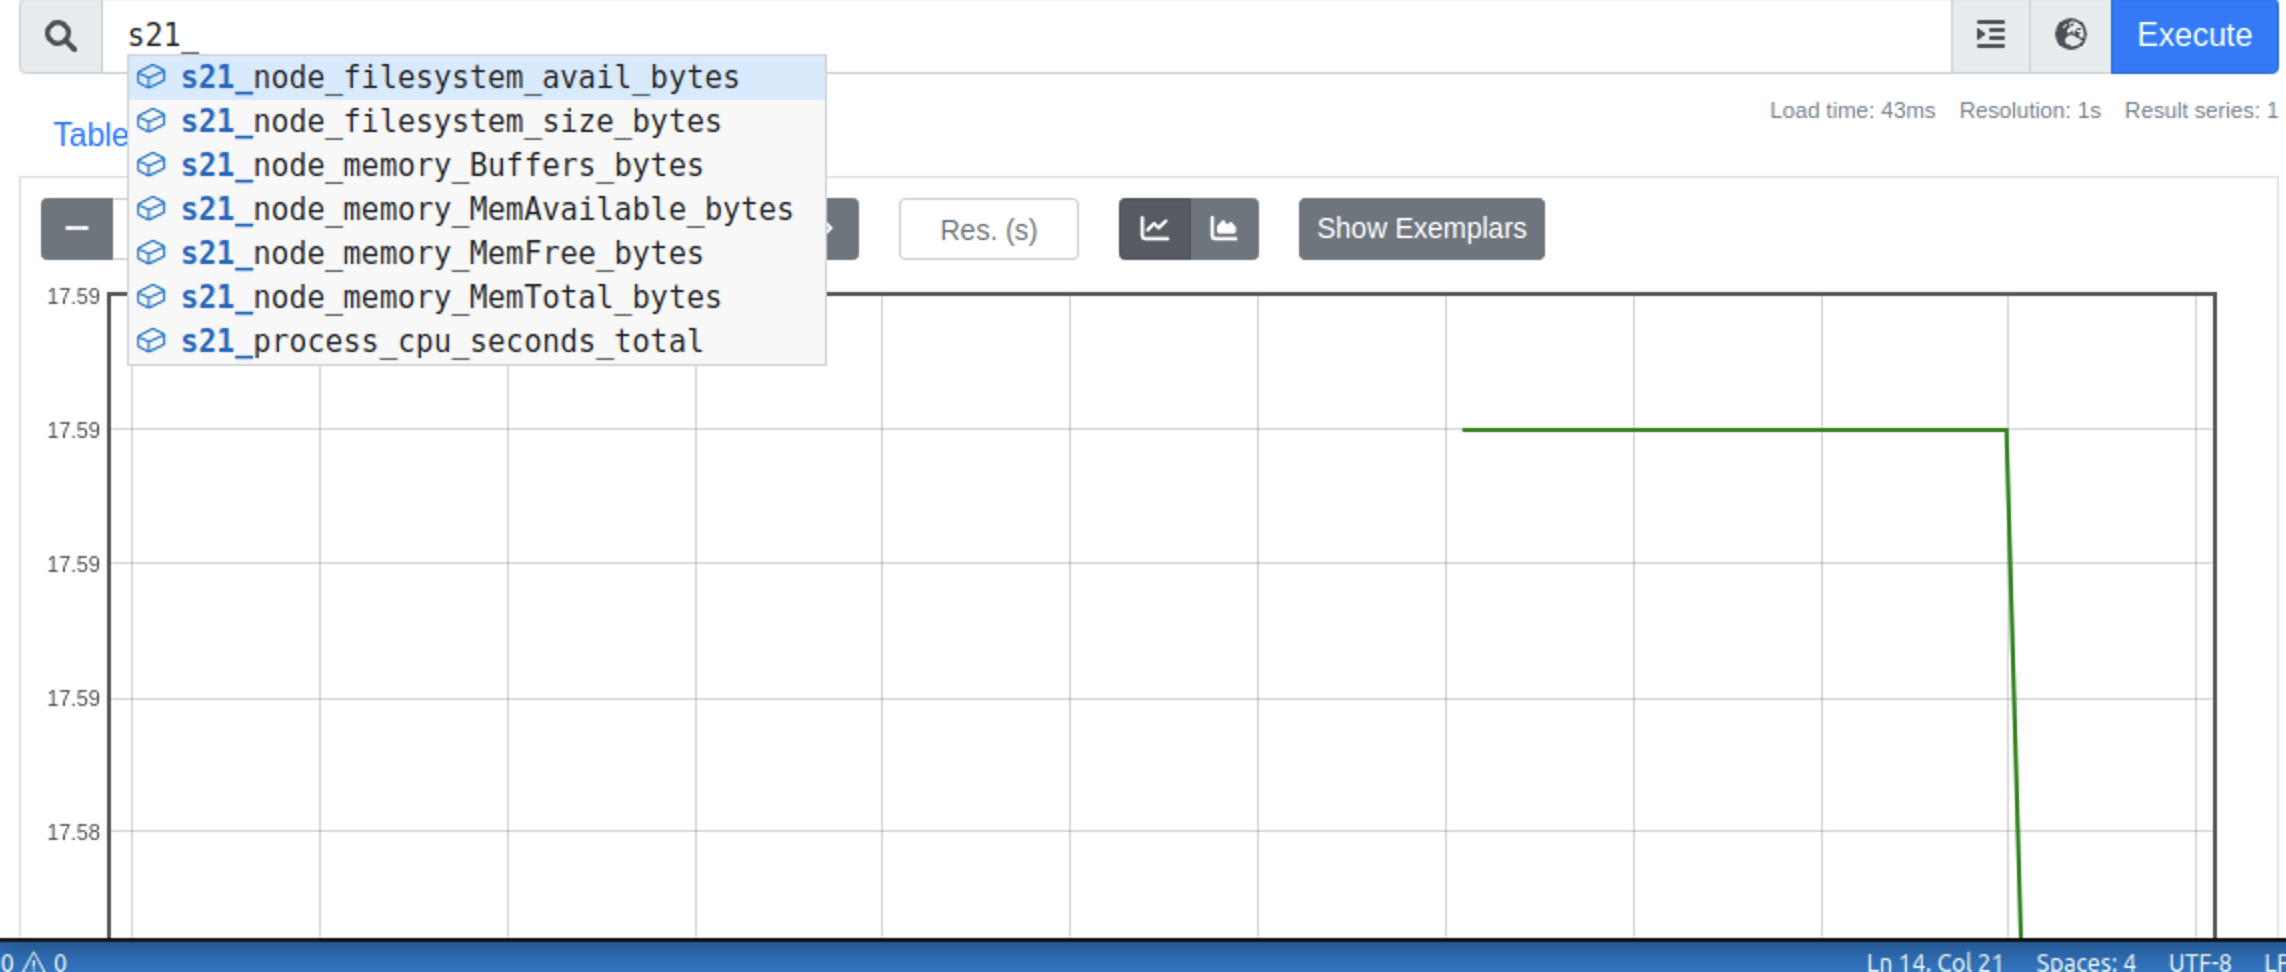 s21_
Execute
s21_node_filesystem_avail_bytes
s21_node_filesystem_size_bytes
s21_node_memory_Buffers_bytes
s21_node_memory_MemAvailable_bytes
s21_node_memory_MemFree_bytes
s21_node_memory_MemTotal_bytes
s21_process_cpu_seconds_total
Load time: 43ms Resolution: 1s Result series: 1
Table
Res. (s)
Show Exemplars
17.59
17.59
17.59
17.59
17.58
0 0 Ln 14, Col 21 Spaces: 4 UTF-8